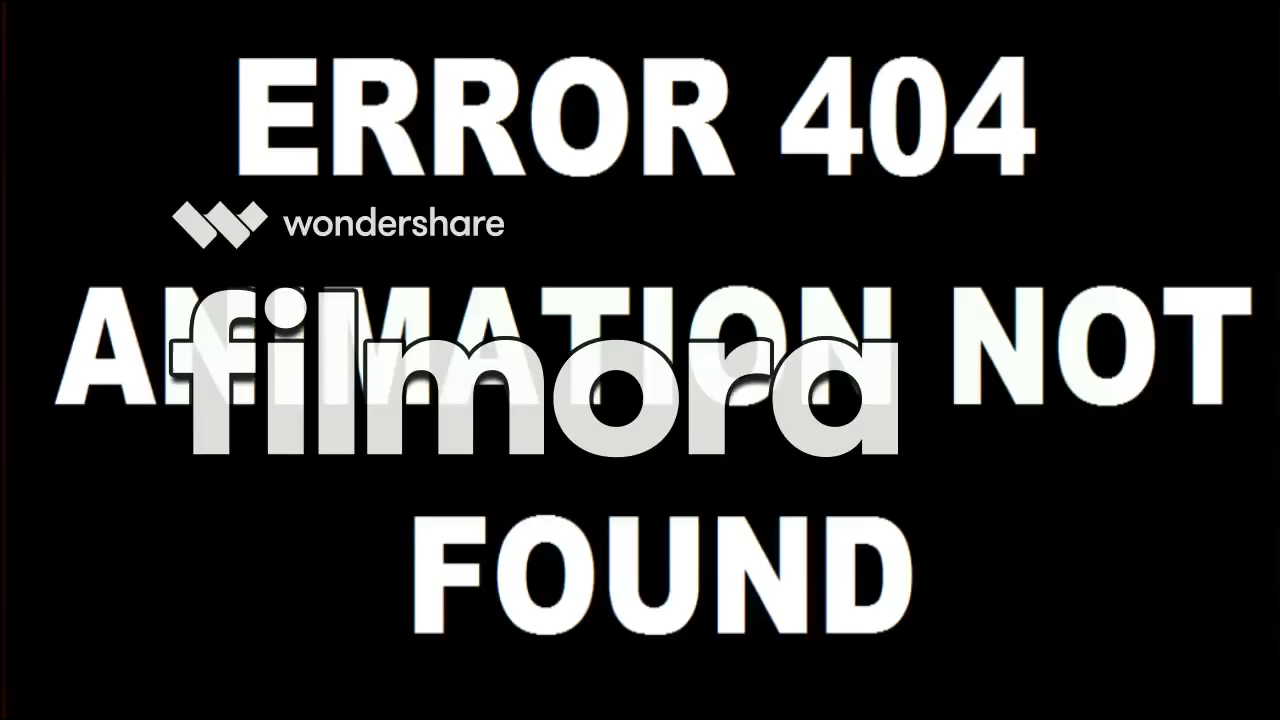 ERROR 404
wondershare
ANIMATION NOT
filmora
FOUND